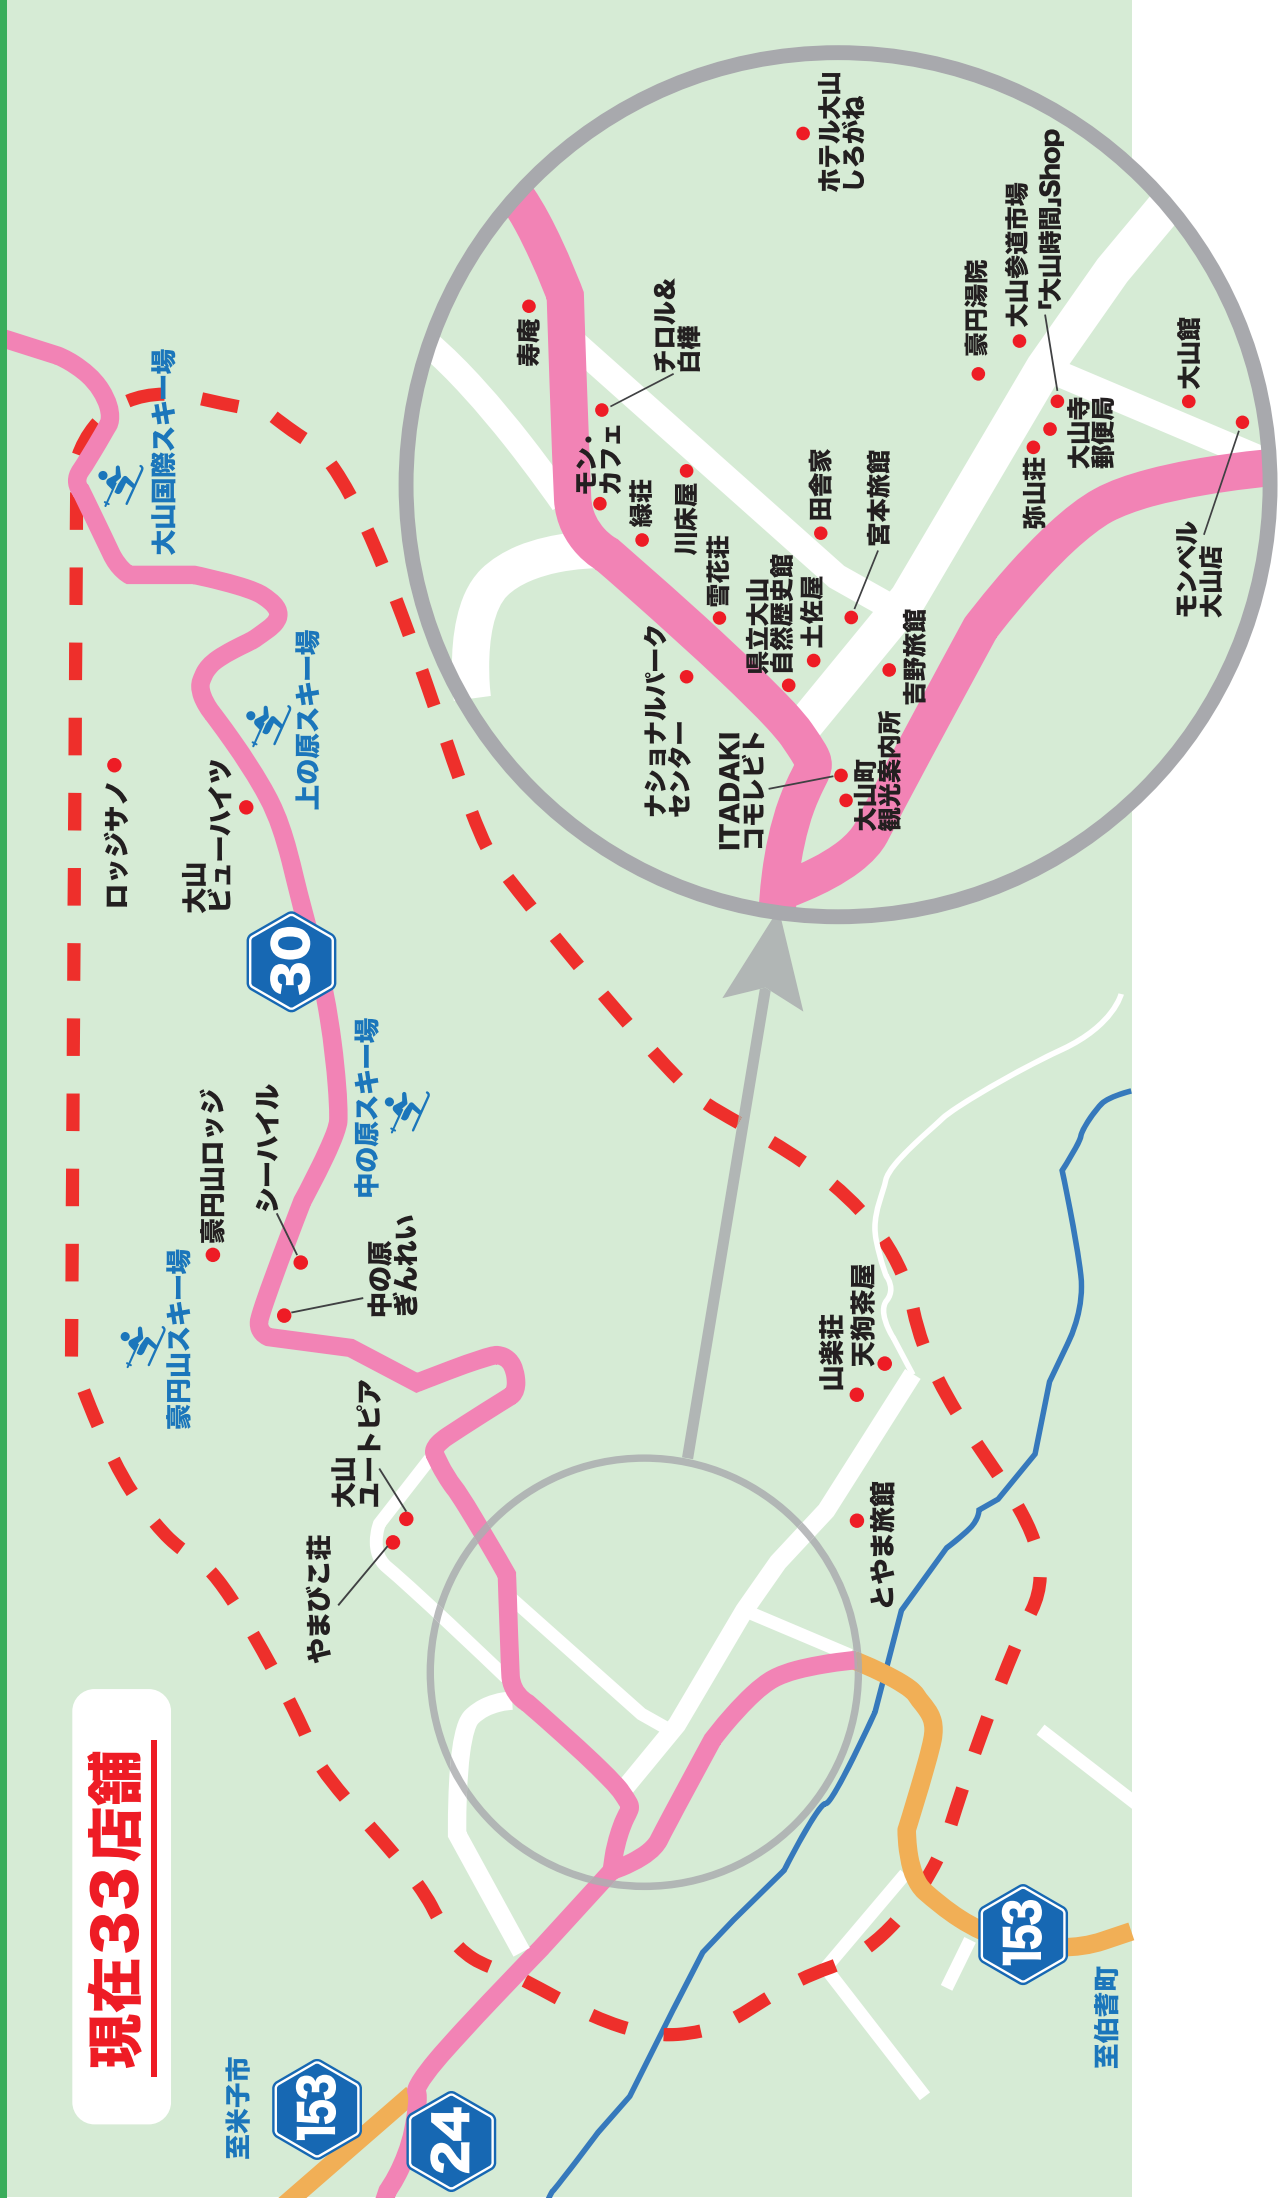 現在33店舗
至米子市
153
24
豪円山スキー場
豪円山ロッジ
シーハイル
中の原
ぎんれい
中の原スキー場
30
ロッジサノ
大山
ビューハイツ
上の原スキー場
大山国際スキー場
やまびこ荘
大山
ユートピア
山楽荘
天狗茶屋
とやま旅館
153
至伯耆町
寿庵
チロル&
白樺
モン・
カフェ
緑荘
川床屋
雪花荘
ナショナルパーク
センター
県立大山
自然歴史館
土佐屋
田舎家
宮本旅館
吉野旅館
ITADAKI
コモレビト
大山町
観光案内所
ホテル大山
しろがね
豪円湯院
大山参道市場
「大山時間」Shop
弥山荘
大山寺
郵便局
大山館
モンベル
大山店